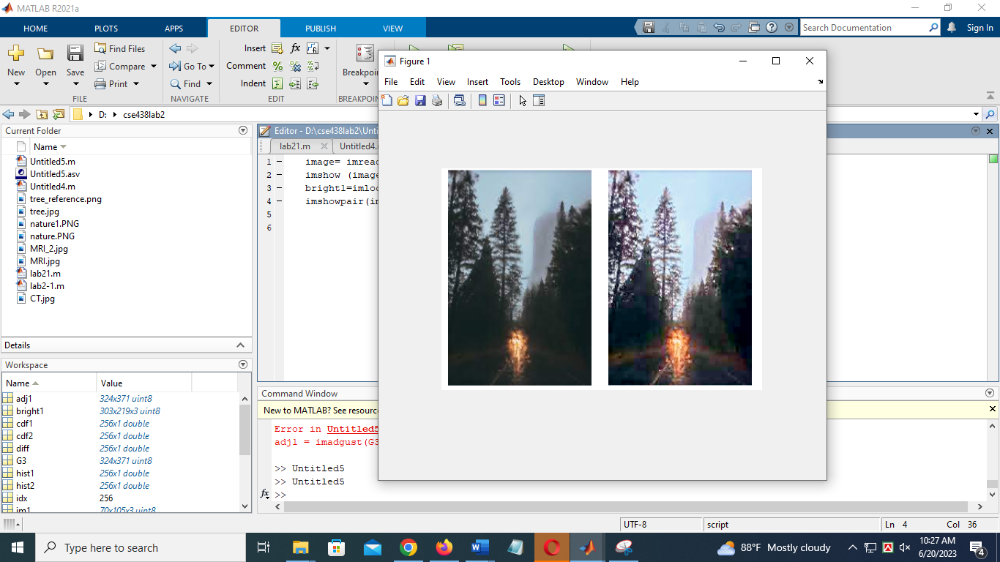 MATLAB R2021a
HOME PLOTS APPS EDITOR PUBLISH VIEW
Search Documentation
Sign In
New Open Save
Find Files
Compare
Print
FILE
Go To
Find
NAVIGATE
Insert
Comment
Indent
EDIT
fx
Breakpoin
BREAKPOIN
D: cse438lab2
Current Folder
Name
Untitled5.m
Untitled5.asv
Untitled4.m
tree_reference.png
tree.jpg
nature1.PNG
nature.PNG
MRI_2.jpg
MRI.jpg
lab21.m
lab2-1.m
CT.jpg
Details
Workspace
Name Value
adj1 324x371 uint8
bright1 303x219x3 uint8
cdf1 256x1 double
cdf2 256x1 double
diff 256x1 double
G3 324x371 uint8
hist1 256x1 double
hist2 256x1 double
idx 256
im1 70x105x3 uint8
Editor - D:\cse438lab2\Unti
lab21.m Untitled4.
1 image= imread
2 imshow (image
3 bright1=imloc
4 imshowpair(im
5
6
Command Window
New to MATLAB? See resourc
Error in Untitled5
adj1 = imadgust(G3
>> Untitled5
>> Untitled5
fx >>
Figure 1
File Edit View Insert Tools Desktop Window Help
UTF-8 script Ln 4 Col 36
Type here to search
88°F Mostly cloudy
10:27 AM
6/20/2023
4